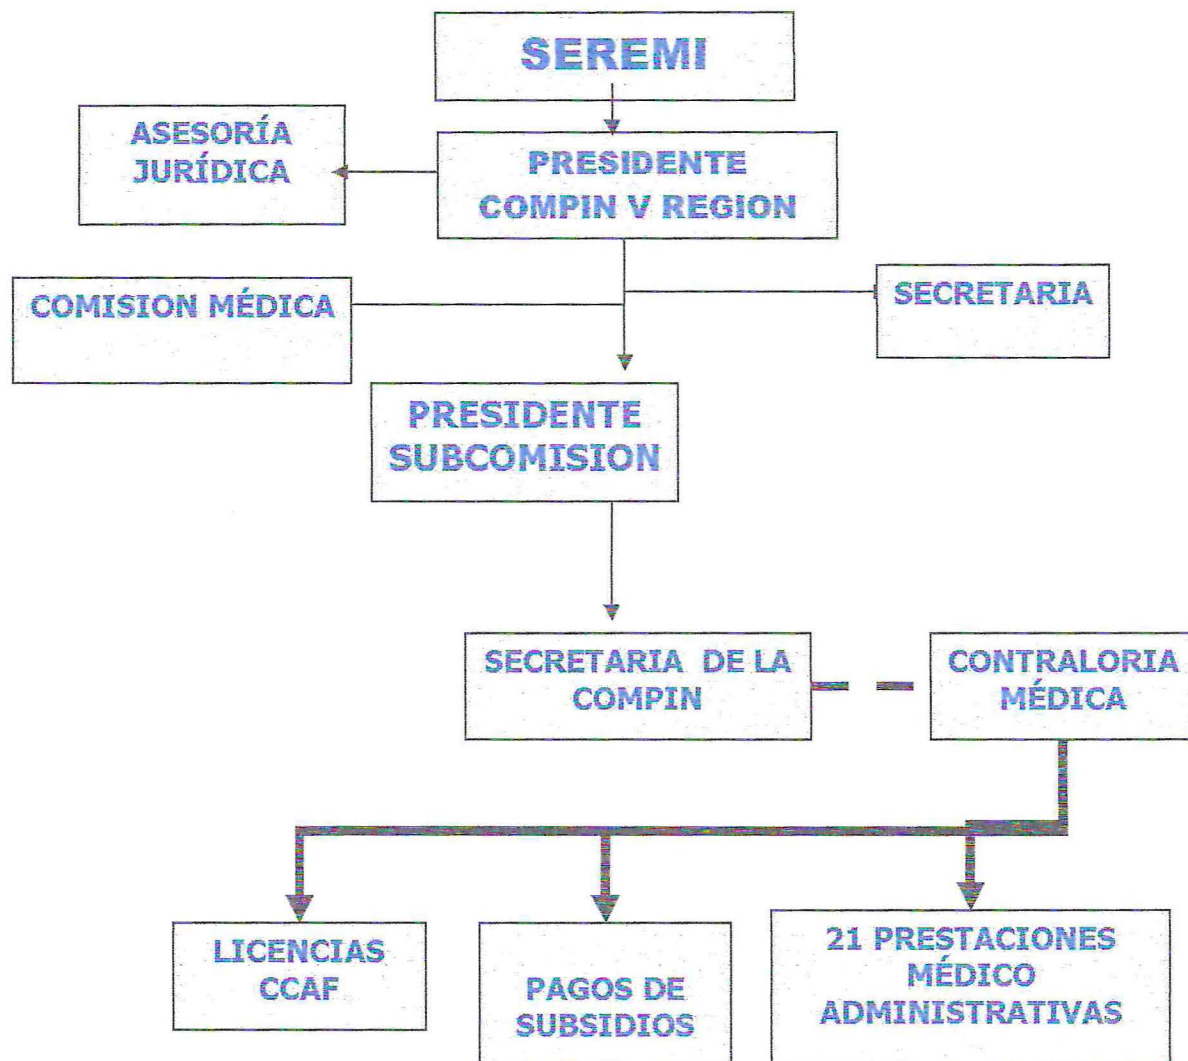 SEREMI
ASESORÍA
JURÍDICA
PRESIDENTE
COMPIN V REGION
COMISION MÉDICA
SECRETARIA
PRESIDENTE
SUBCOMISION
SECRETARIA DE LA
COMPIN
CONTRALORIA
MÉDICA
LICENCIAS
CCAF
PAGOS DE
SUBSIDIOS
21 PRESTACIONES
MÉDICO
ADMINISTRATIVAS